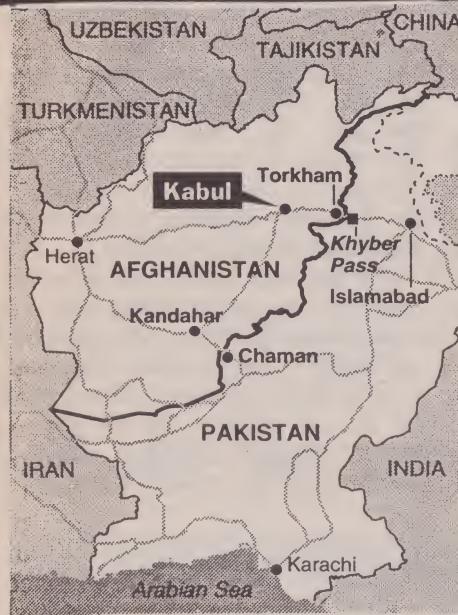 UZBEKISTAN
CHINA
TAJIKISTAN
TURKMENISTAN
Kabul
Torkham
Herat
Khyber
Pass
AFGHANISTAN
Islamabad
Kandahar
Chaman
PAKISTAN
IRAN
INDIA
Karachi
Arabian Sea